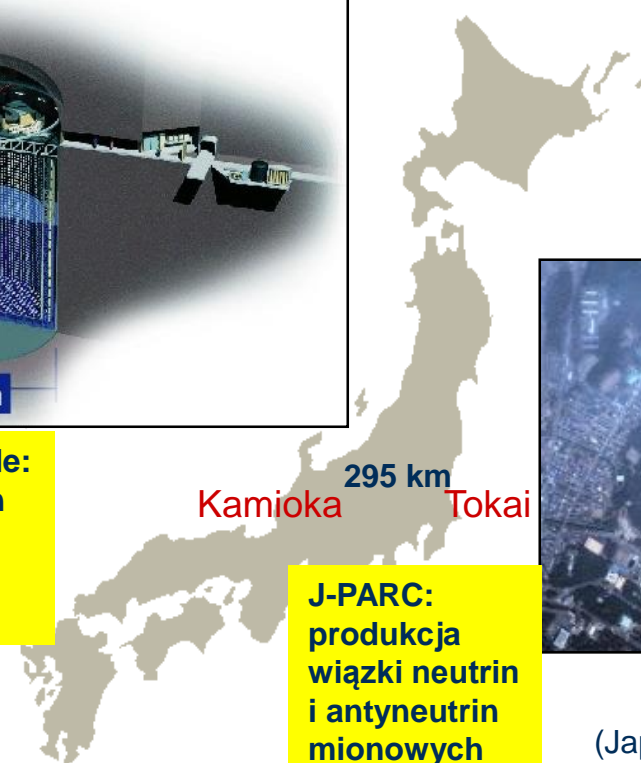 295 km
Kamioka
Tokai
J-PARC:
produkcja
wiązki neutrin
i antyneutrin
mionowych